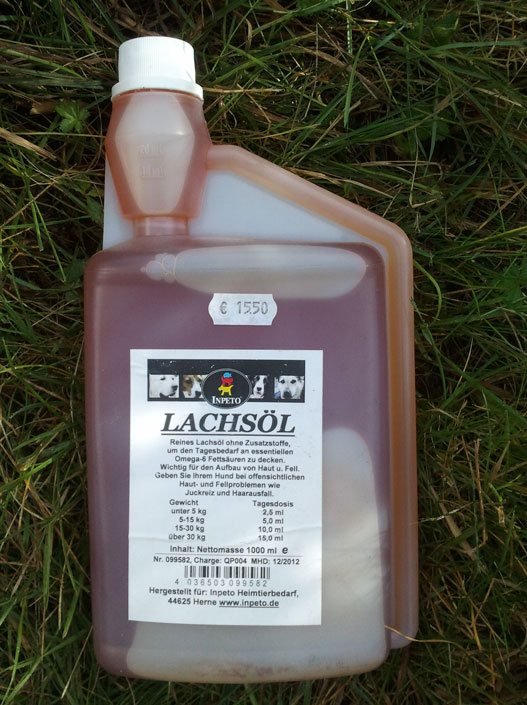 € 15.50
INPETO
LACHSÖL
Reines Lachsöl ohne Zusatzstoffe,
um den Tagesbedarf an essentiellen
Omega-6 Fettsäuren zu decken.
Wichtig für den Aufbau von Haut u. Fell.
Geben Sie Ihrem Hund bei offensichtlichen
Haut- und Fellproblemen wie
Juckreiz und Haarausfall.
Gewicht Tagesdosis
unter 5 kg 2,5 ml
5-15 kg 5,0 ml
15-30 kg 10,0 ml
über 30 kg 15,0 ml
Inhalt: Nettomasse 1000 ml e
Nr. 099582, Charge: QP004 MHD: 12/2012
4 036503 099582
Hergestellt für: Inpeto Heimtierbedarf,
44625 Herne www.inpeto.de